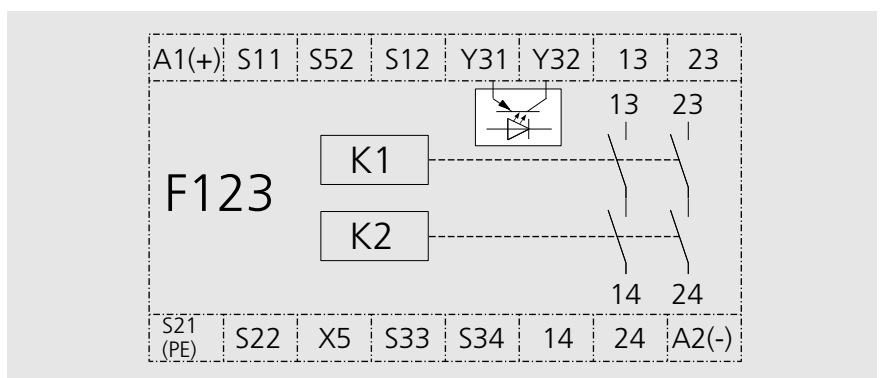 A1(+) S11 S52 S12 Y31 Y32 13 23
13 23
K1
F123
K2
14 24
S21
(PE) S22 X5 S33 S34 14 24 A2(-)